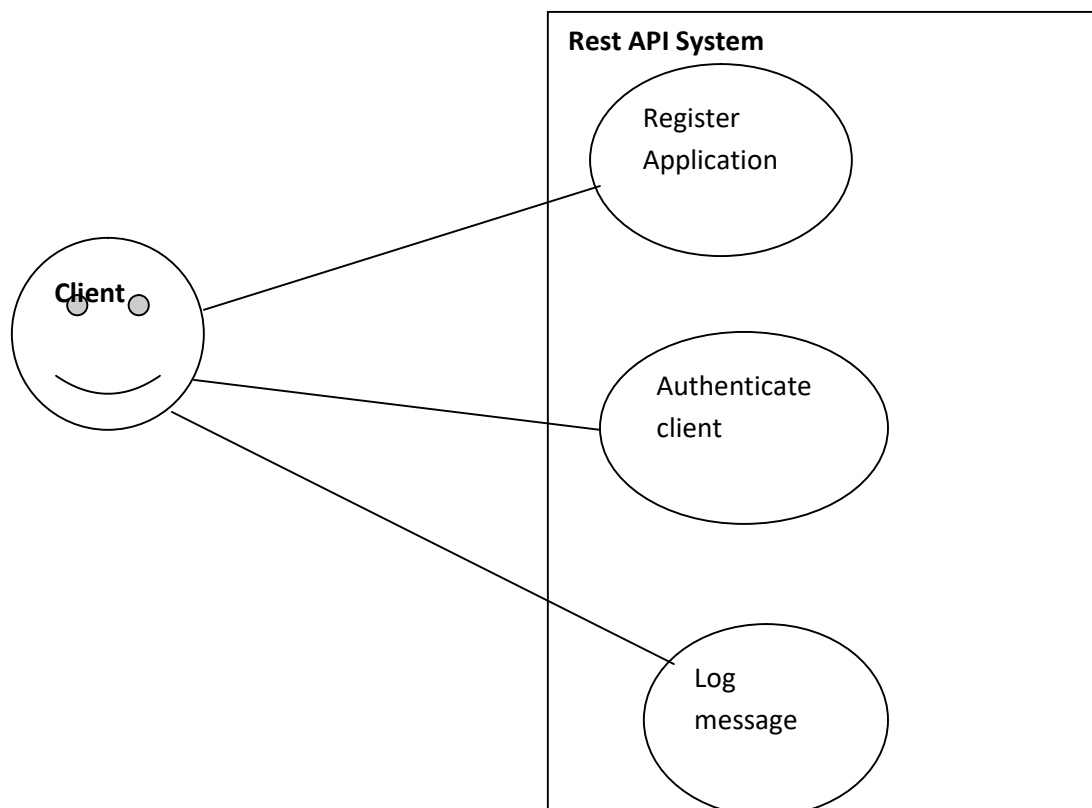 Rest API System
Register
Application
Client
Authenticate
client
Log
message